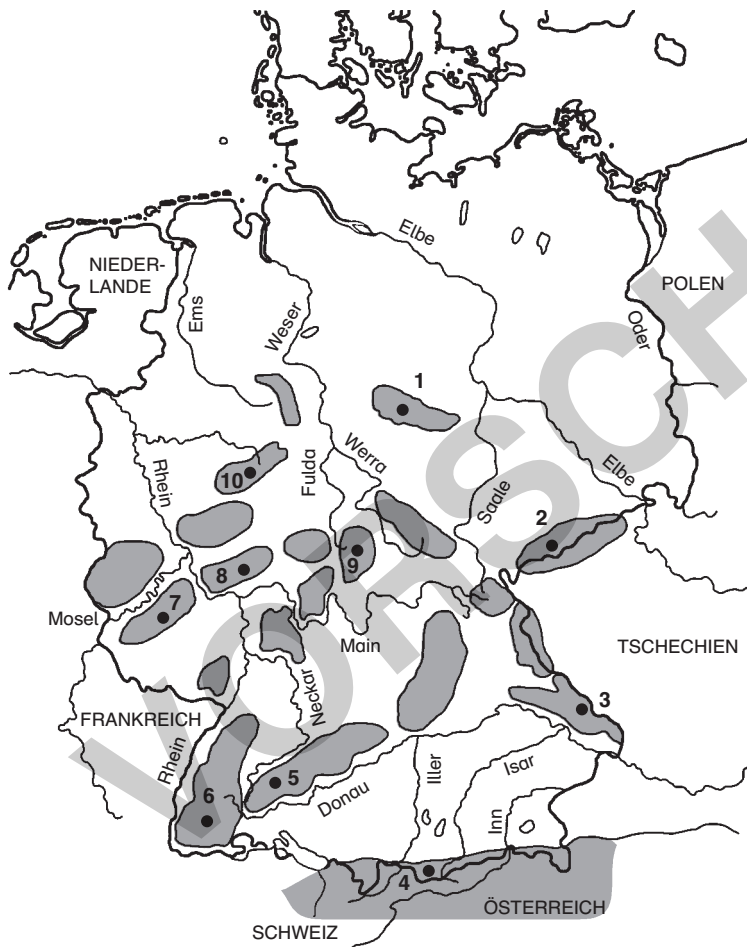 Elbe
NIEDER-
LANDE
POLEN
Ems
Weser
Oder
1
Werra
Rhein
Fulda
Elbe
10
Saale
2
9
8
7
Mosel
Main
TSCHECHIEN
Neckar
3
FRANKREICH
Rhein
Iller
Isar
5
Donau
6
Inn
4
ÖSTERREICH
SCHWEIZ
VORSCH